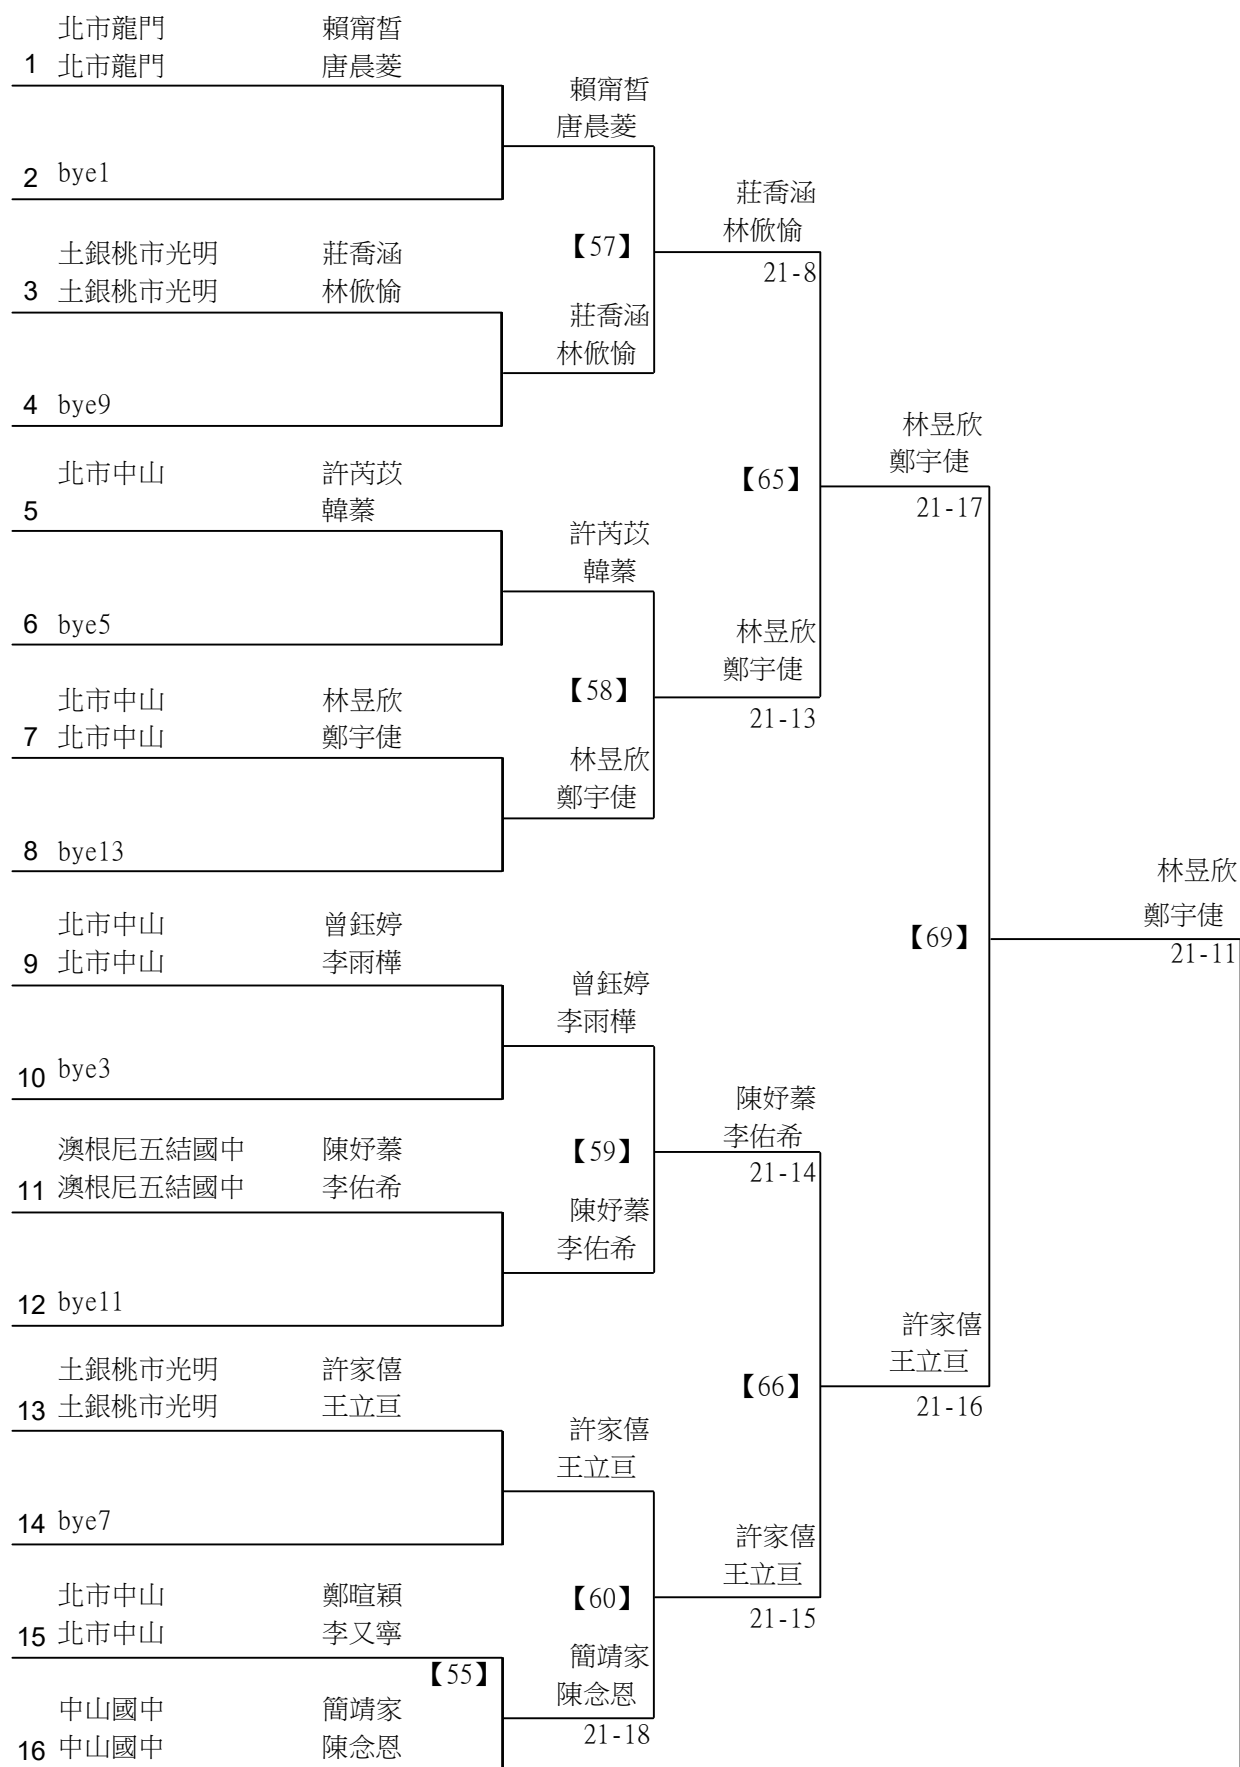 北市龍門 賴甯晳
1 北市龍門 唐晨菱
賴甯晳
唐晨菱
2 bye1
莊喬涵
林俽愉
【57】
21-8
土銀桃市光明 莊喬涵
3 土銀桃市光明 林俽愉
莊喬涵
林俽愉
4 bye9
林昱欣
鄭宇倢
【65】
21-17
北市中山 許芮苡
5 韓蓁
許芮苡
韓蓁
6 bye5
林昱欣
鄭宇倢
【58】
21-13
北市中山 林昱欣
7 北市中山 鄭宇倢
林昱欣
鄭宇倢
8 bye13
林昱欣
鄭宇倢
【69】
21-11
北市中山 曾鈺婷
9 北市中山 李雨樺
曾鈺婷
李雨樺
10 bye3
陳妤蓁
李佑希
【59】
21-14
澳根尼五結國中 陳妤蓁
11 澳根尼五結國中 李佑希
陳妤蓁
李佑希
12 bye11
許家僖
王立亘
【66】
21-16
土銀桃市光明 許家僖
13 土銀桃市光明 王立亘
許家僖
王立亘
14 bye7
許家僖
王立亘
【60】
21-15
北市中山 鄭暄穎
15 北市中山 李又寧
【55】
簡靖家
陳念恩
21-18
中山國中 簡靖家
16 中山國中 陳念恩